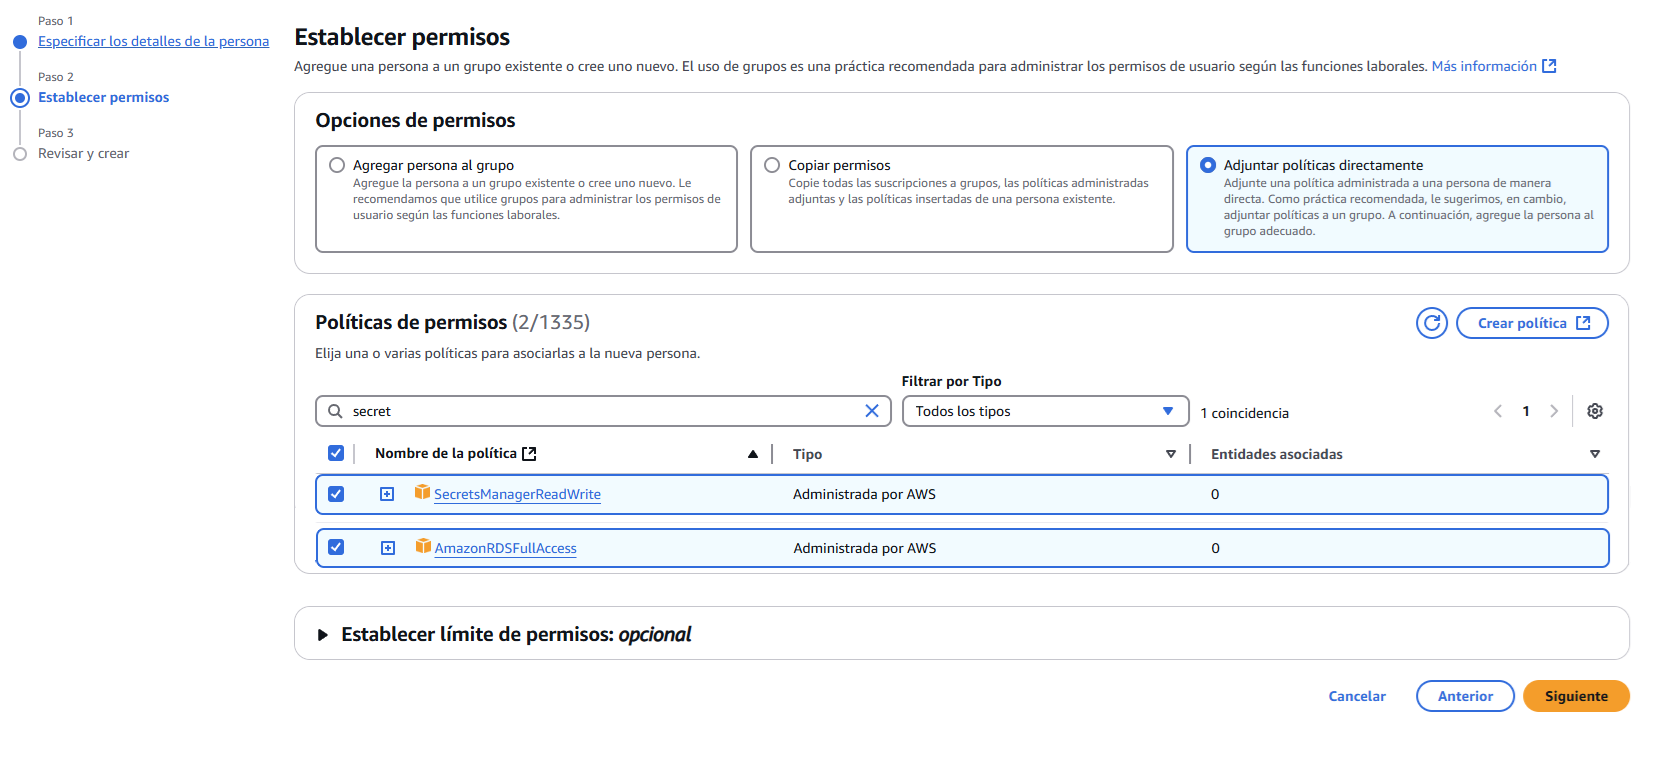 Paso 1
Especificar los detalles de la persona
Paso 2
Establecer permisos
Paso 3
Revisar y crear
Establecer permisos
Agregue una persona a un grupo existente o cree uno nuevo. El uso de grupos es una práctica recomendada para administrar los permisos de usuario según las funciones laborales. Más información
Opciones de permisos
Agregar persona al grupo
Agregue la persona a un grupo existente o cree uno nuevo. Le
recomendamos que utilice grupos para administrar los permisos de
usuario según las funciones laborales.
Copiar permisos
Copie todas las suscripciones a grupos, las políticas administradas
adjuntas y las políticas insertadas de una persona existente.
Adjuntar políticas directamente
Adjunte una política administrada a una persona de manera
directa. Como práctica recomendada, le sugerimos, en cambio,
adjuntar políticas a un grupo. A continuación, agregue la persona al
grupo adecuado.
Políticas de permisos (2/1335)
Crear política
Elija una o varias políticas para asociarlas a la nueva persona.
Filtrar por Tipo
secret
Todos los tipos
1 coincidencia
1
Nombre de la política
Tipo
Entidades asociadas
SecretsManagerReadWrite
Administrada por AWS
0
AmazonRDSFullAccess
Administrada por AWS
0
Establecer límite de permisos: opcional
Cancelar
Anterior
Siguiente